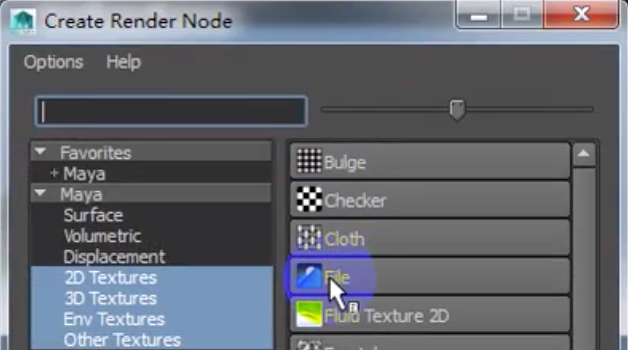 Create Render Node
Options Help
Favorites
+ Maya
Maya
Surface
Volumetric
Displacement
2D Textures
3D Textures
Env Textures
Other Textures
Bulge
Checker
Cloth
File
Fluid Texture 2D